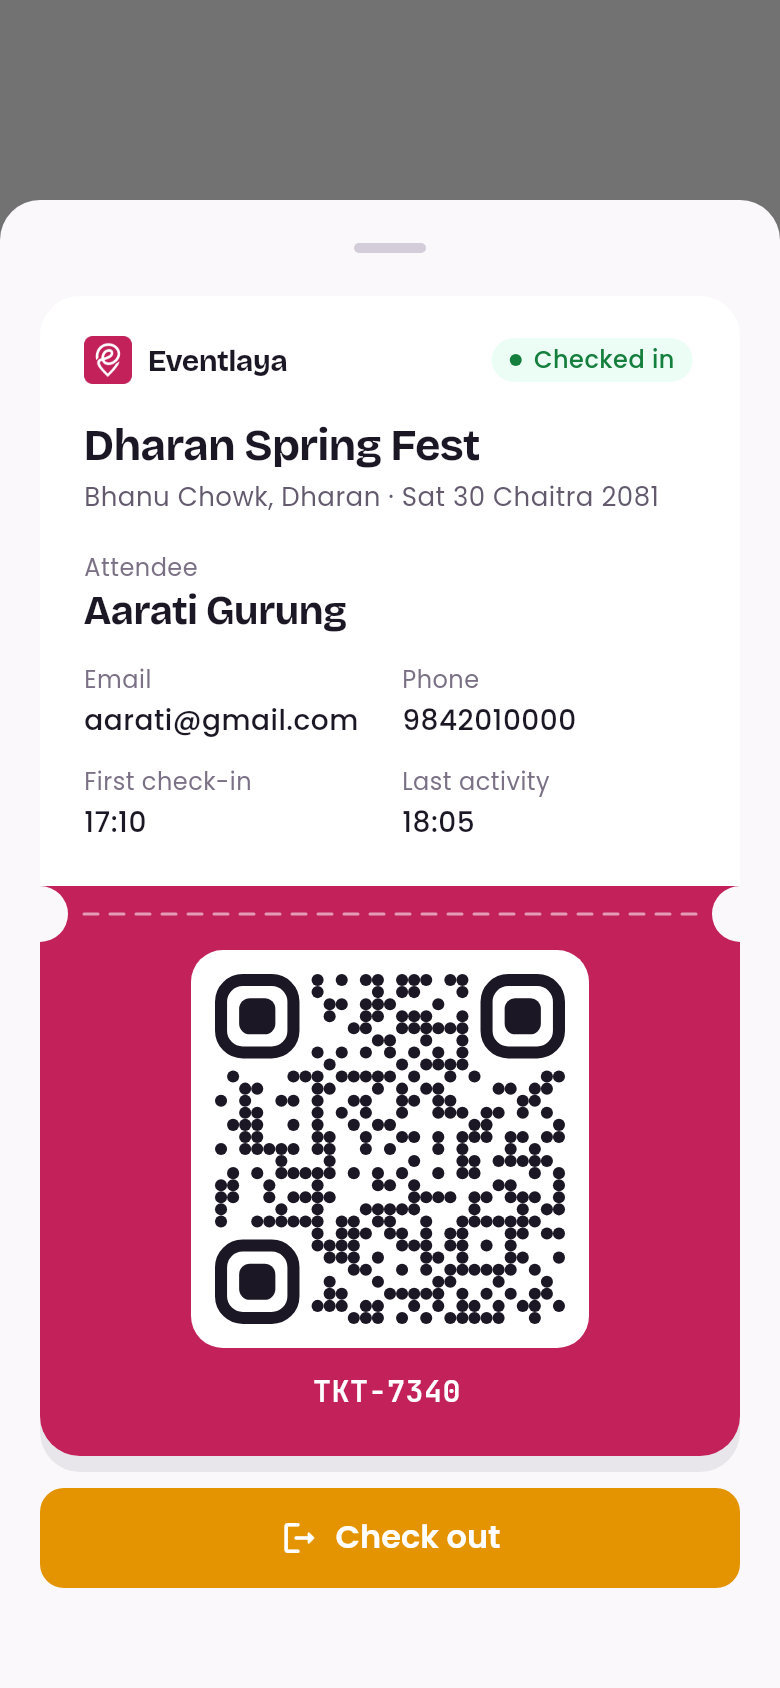 Eventlaya
Checked in
Dharan Spring Fest
Bhanu Chowk, Dharan · Sat 30 Chaitra 2081
Attendee
Aarati Gurung
Email
Phone
aarati@gmail.com
9842010000
First check-in
Last activity
17:10
18:05
TKT-7340
Check out